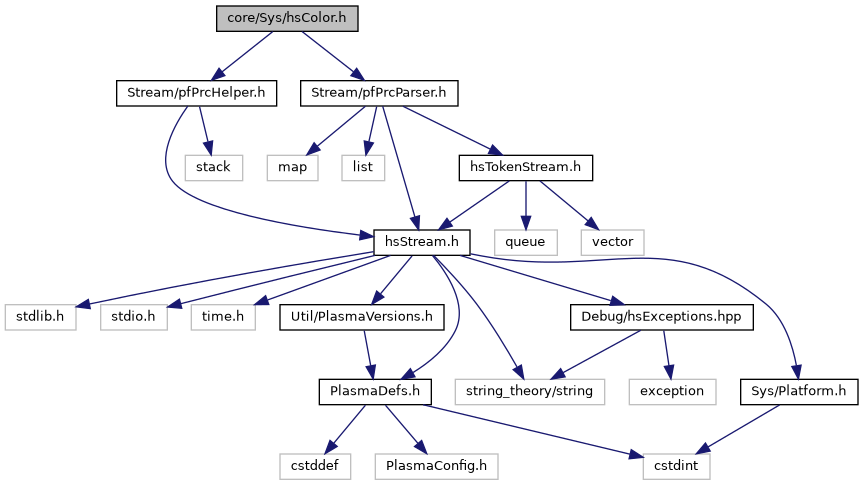 core/Sys/hsColor.h
Stream/pfPrcHelper.h
Stream/pfPrcParser.h
stack
map
list
hsTokenStream.h
hsStream.h
queue
vector
stdlib.h
stdio.h
time.h
Util/PlasmaVersions.h
Debug/hsExceptions.hpp
PlasmaDefs.h
string_theory/string
exception
Sys/Platform.h
cstddef
PlasmaConfig.h
cstdint